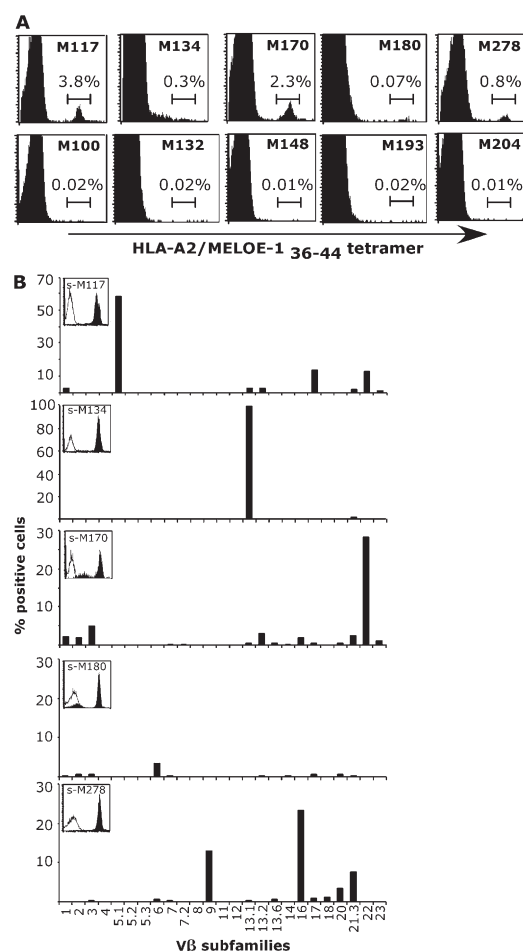 A
M117 M134 M170 M180 M278
3.8% 0.3% 2.3% 0.07% 0.8%
M100 M132 M148 M193 M204
0.02% 0.02% 0.01% 0.02% 0.01%
HLA-A2/MELOE-1 36-44 tetramer
B
% positive cells
s-M117
70
50
30
10
s-M134
100
80
60
40
20
s-M170
30
20
10
s-M180
30
20
10
s-M278
30
20
10
1 2 3 4 5.1 5.2 5.3 6 7 7.2 8 9 11 12 13.1 13.2 13.6 14 16 17 18 20 21.3 22 23
Vβ subfamilies